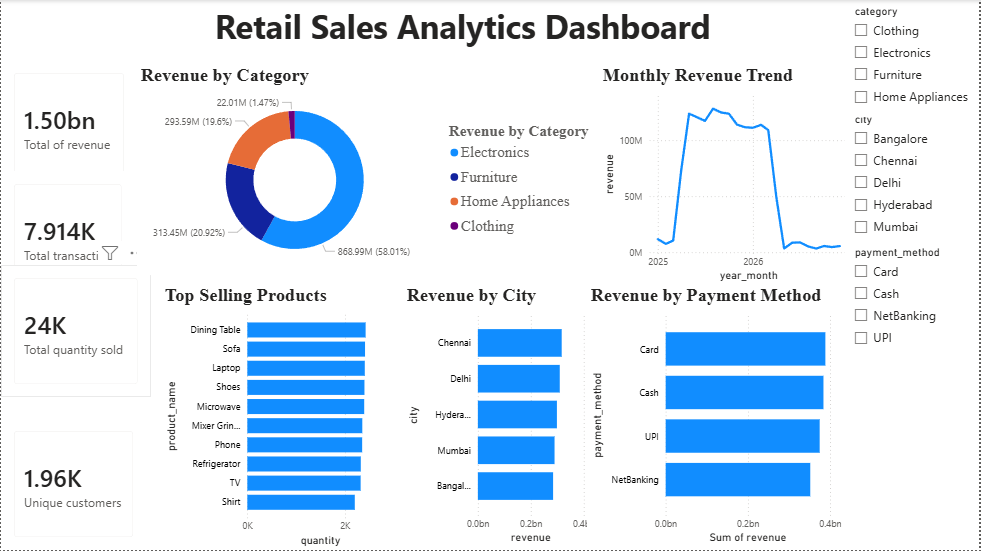 Retail Sales Analytics Dashboard
1.50bn
Total of revenue
7.914K
Total transacti
24K
Total quantity sold
1.96K
Unique customers
Revenue by Category
22.01M (1.47%)
293.59M (19.6%)
313.45M (20.92%)
868.99M (58.01%)
Revenue by Category
Electronics
Furniture
Home Appliances
Clothing
Monthly Revenue Trend
revenue
100M
50M
0M
2025
2026
year_month
Top Selling Products
product_name
Dining Table
Sofa
Laptop
Shoes
Microwave
Mixer Grin...
Phone
Refrigerator
TV
Shirt
0K
2K
quantity
Revenue by City
city
Chennai
Delhi
Hydera...
Mumbai
Bangal...
0.0bn
0.2bn
0.4l
revenue
Revenue by Payment Method
payment_method
Card
Cash
UPI
NetBanking
0.0bn
0.2bn
0.4bn
Sum of revenue
category
Clothing
Electronics
Furniture
Home Appliances
city
Bangalore
Chennai
Delhi
Hyderabad
Mumbai
payment_method
Card
Cash
NetBanking
UPI